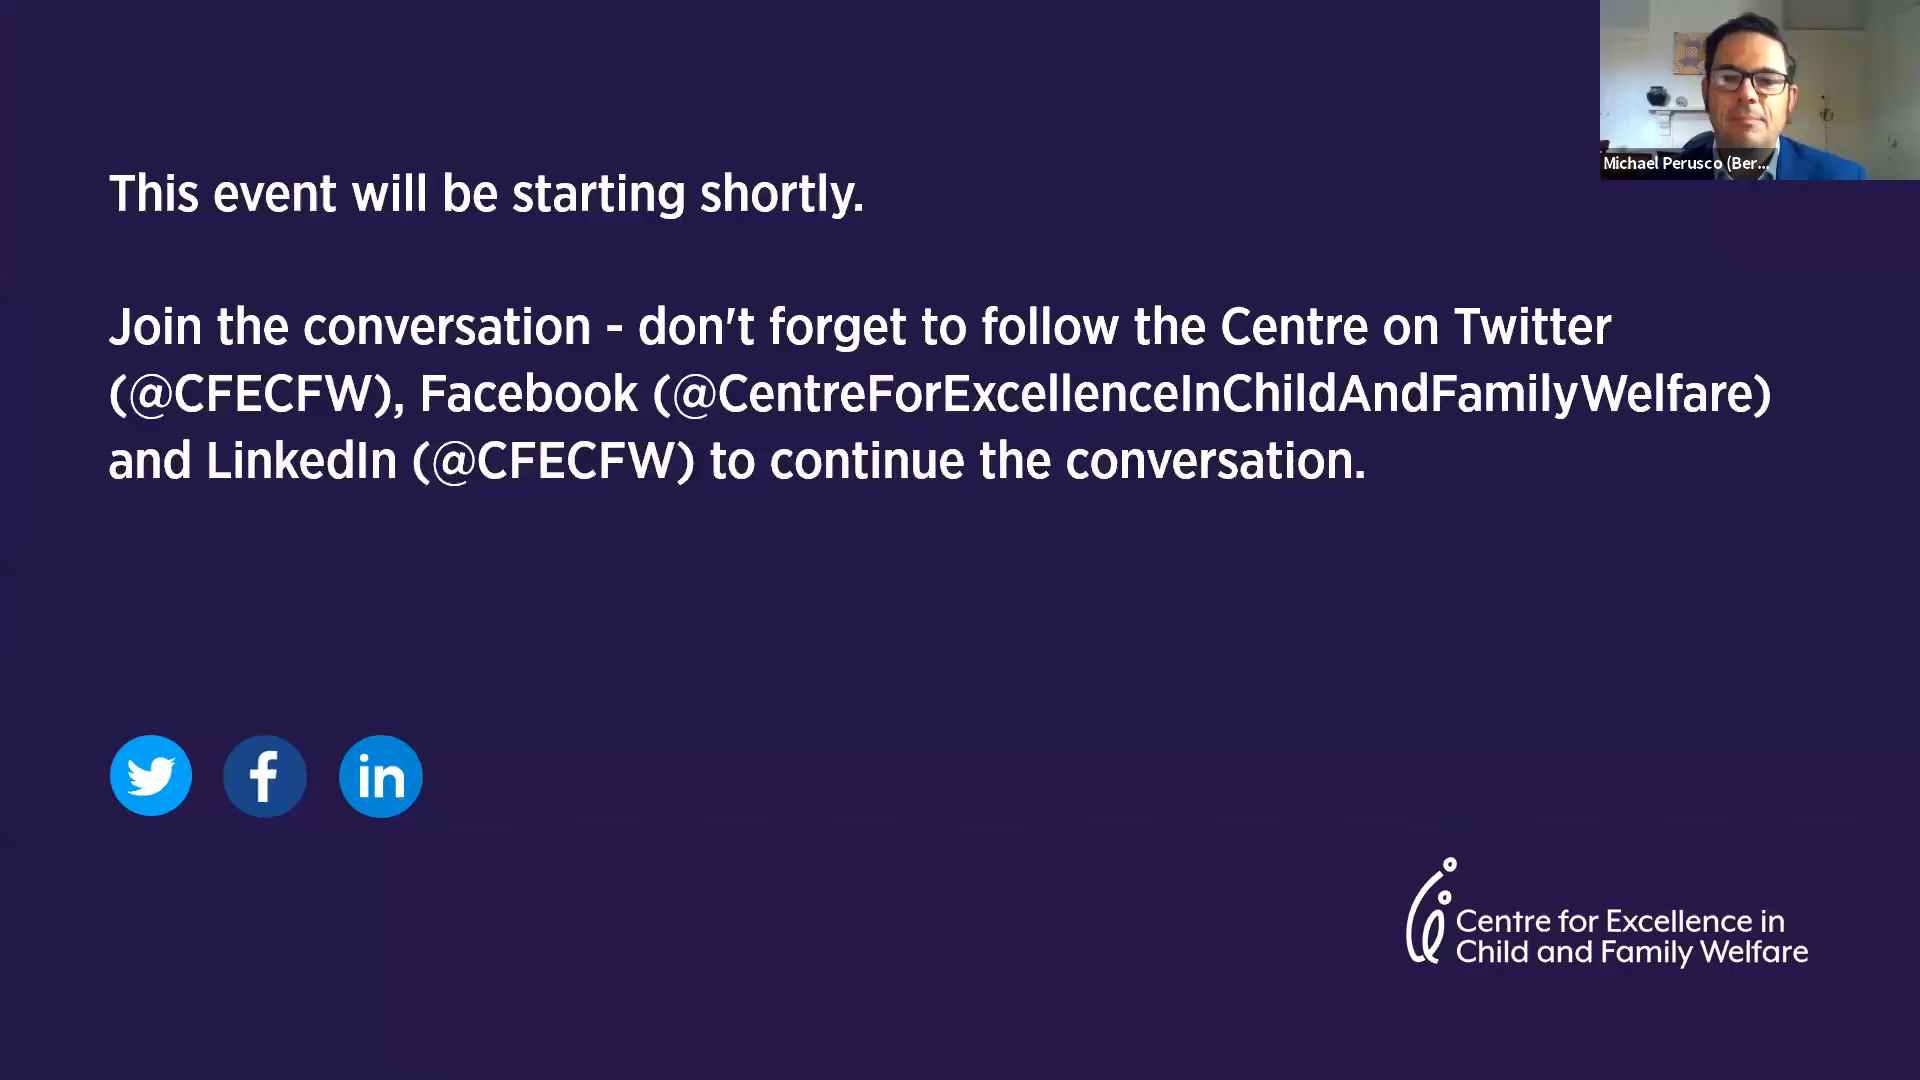 Michael Perusco (Ber...
This event will be starting shortly.
Join the conversation - don't forget to follow the Centre on Twitter
(@CFECFW), Facebook (@CentreForExcellenceInChildAndFamilyWelfare)
and LinkedIn (@CFECFW) to continue the conversation.
f
in
Centre for Excellence in
Child and Family Welfare